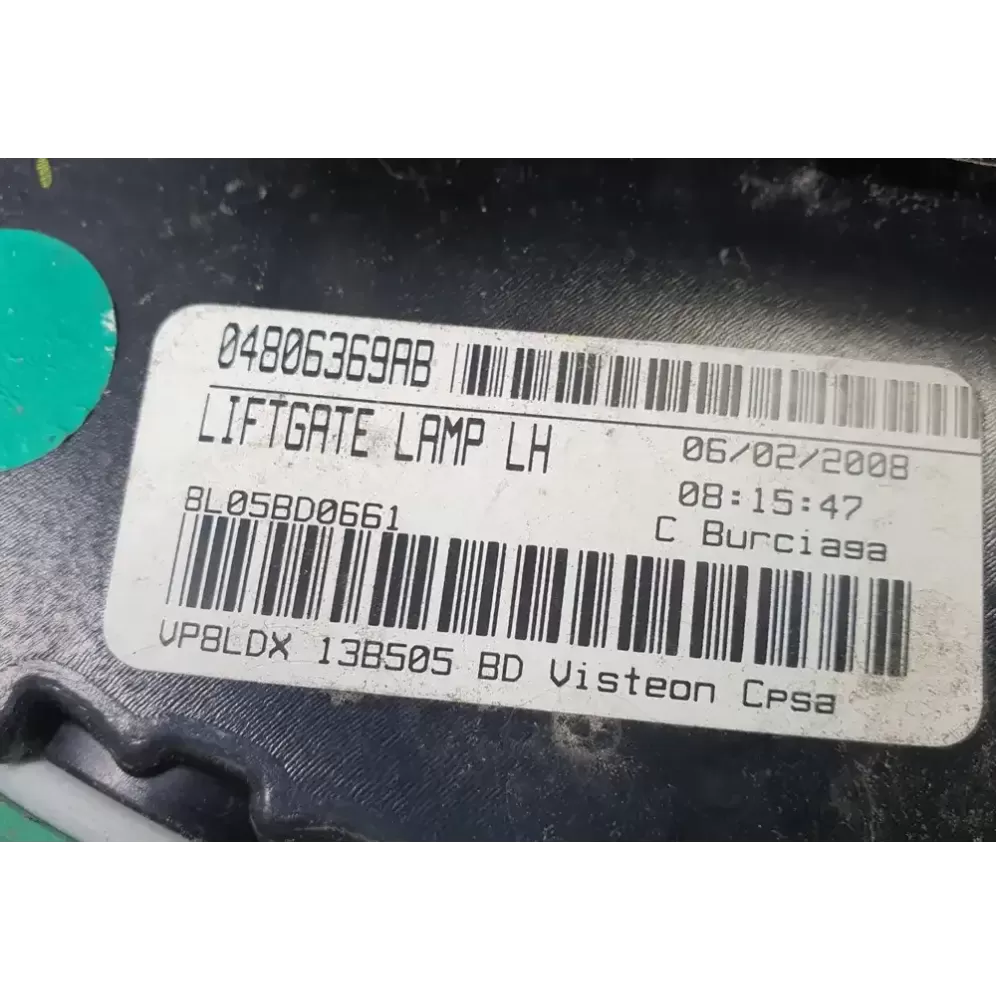 04806369AB
LIFTGATE LAMP LH
06/02/2008
08:15:47
C Burciaga
8L05BD0661
VP8LDX 13B505 BD Visteon Cpsa